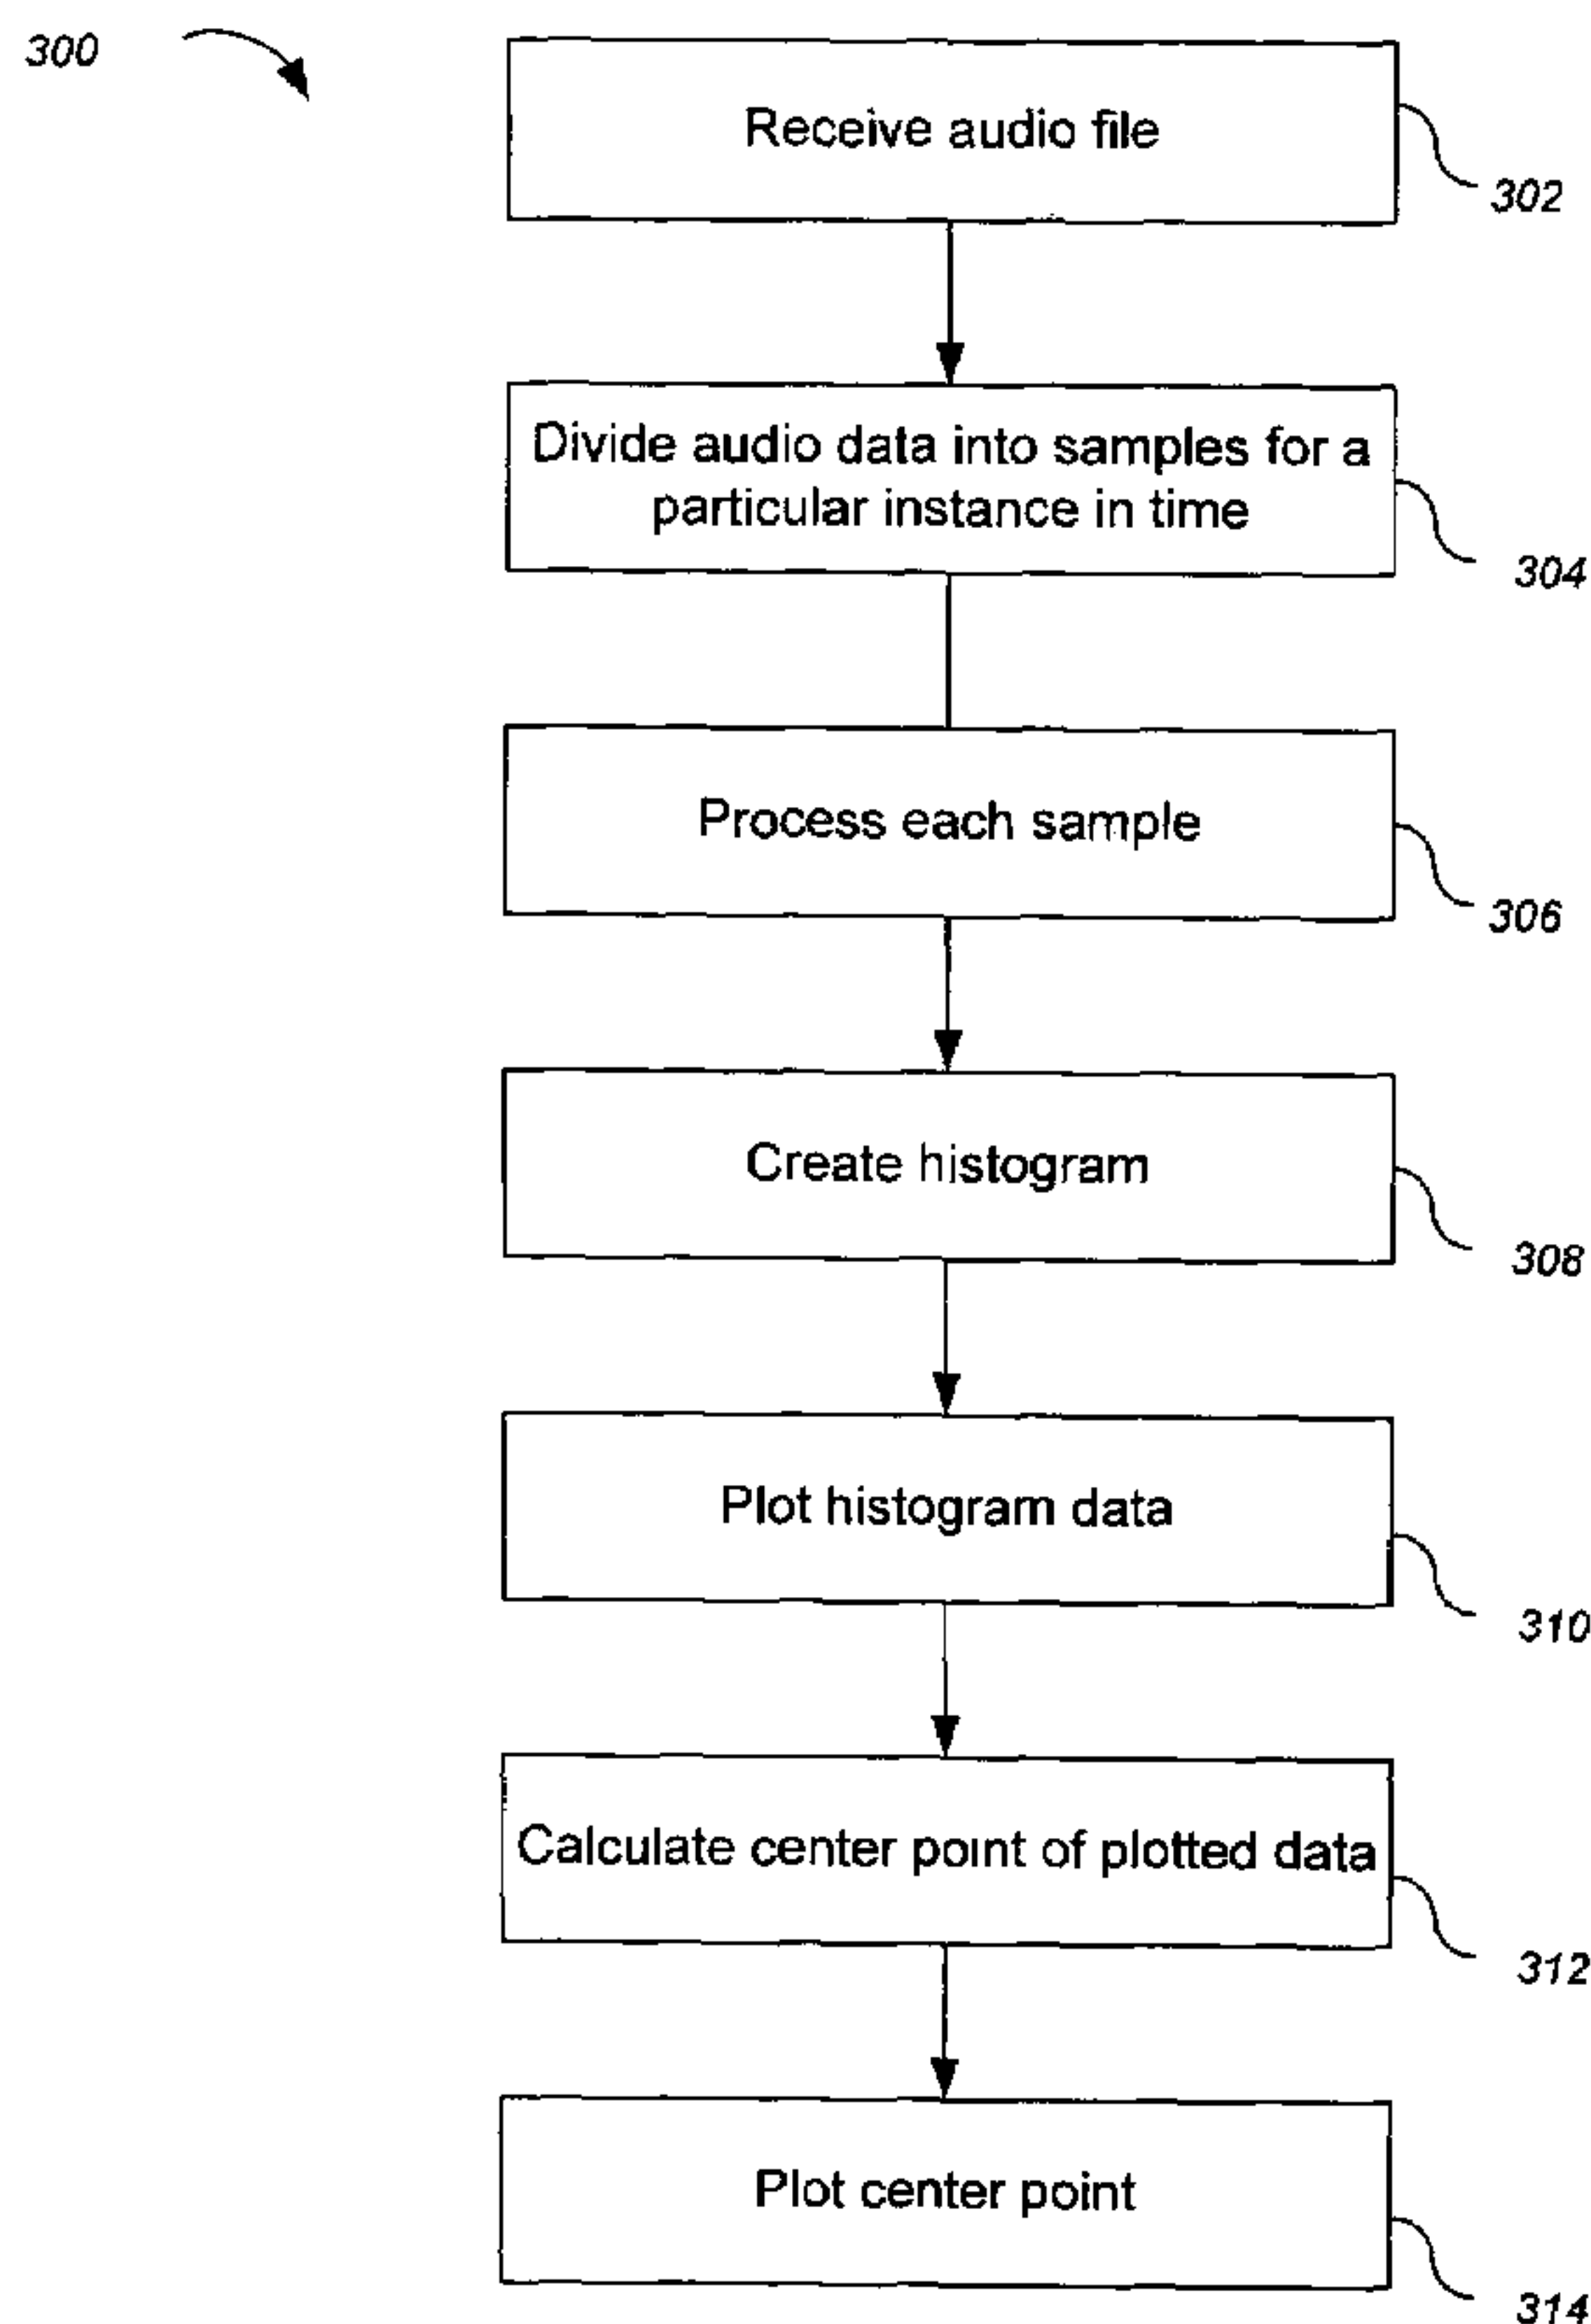 300
Receive audio file
302
Divide audio data into samples for a
particular instance in time
304
Process each sample
306
Create histogram
308
Plot histogram data
310
Calculate center point of plotted data
312
Plot center point
314